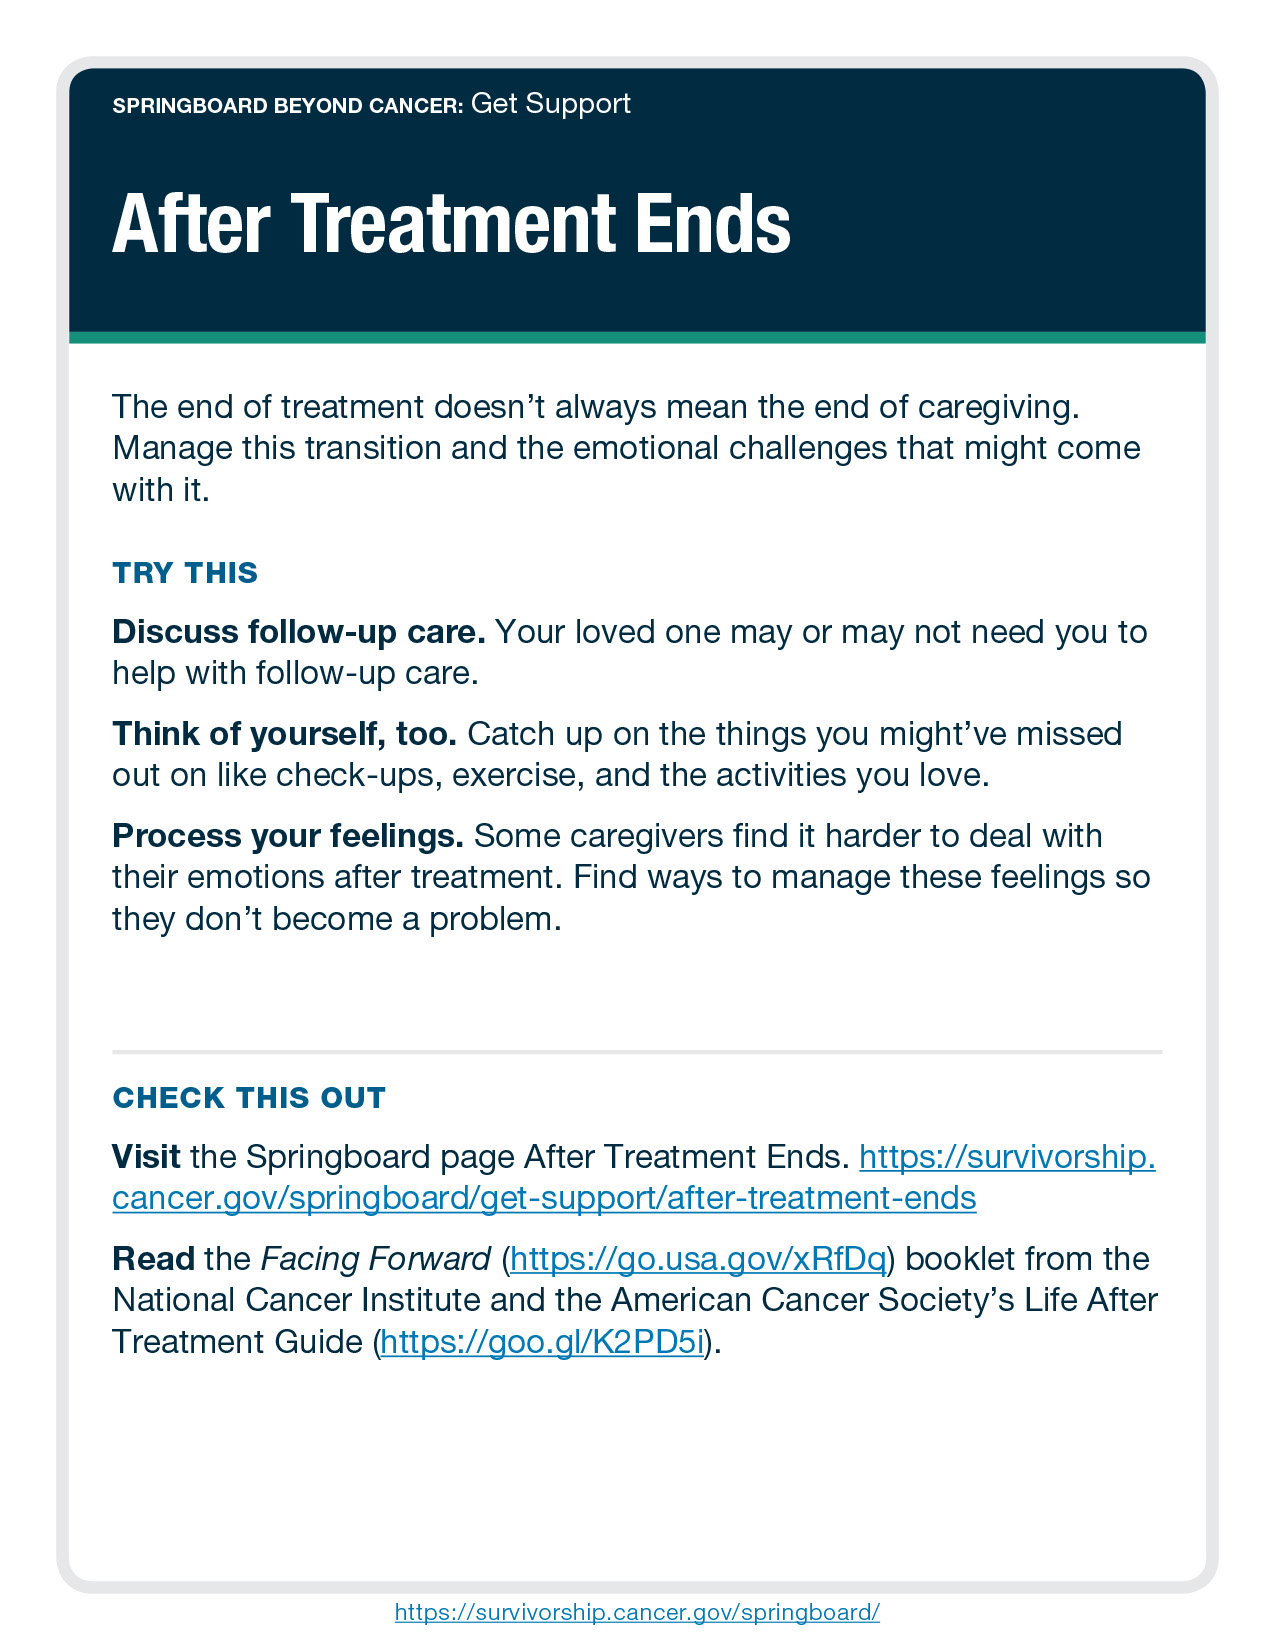 SPRINGBOARD BEYOND CANCER: Get Support
After Treatment Ends
The end of treatment doesn’t always mean the end of caregiving.
Manage this transition and the emotional challenges that might come
with it.
TRY THIS
Discuss follow-up care. Your loved one may or may not need you to
help with follow-up care.
Think of yourself, too. Catch up on the things you might’ve missed
out on like check-ups, exercise, and the activities you love.
Process your feelings. Some caregivers find it harder to deal with
their emotions after treatment. Find ways to manage these feelings so
they don’t become a problem.
CHECK THIS OUT
Visit the Springboard page After Treatment Ends. https://survivorship.
cancer.gov/springboard/get-support/after-treatment-ends
Read the Facing Forward (https://go.usa.gov/xRfDq) booklet from the
National Cancer Institute and the American Cancer Society’s Life After
Treatment Guide (https://goo.gl/K2PD5i).
https://survivorship.cancer.gov/springboard/